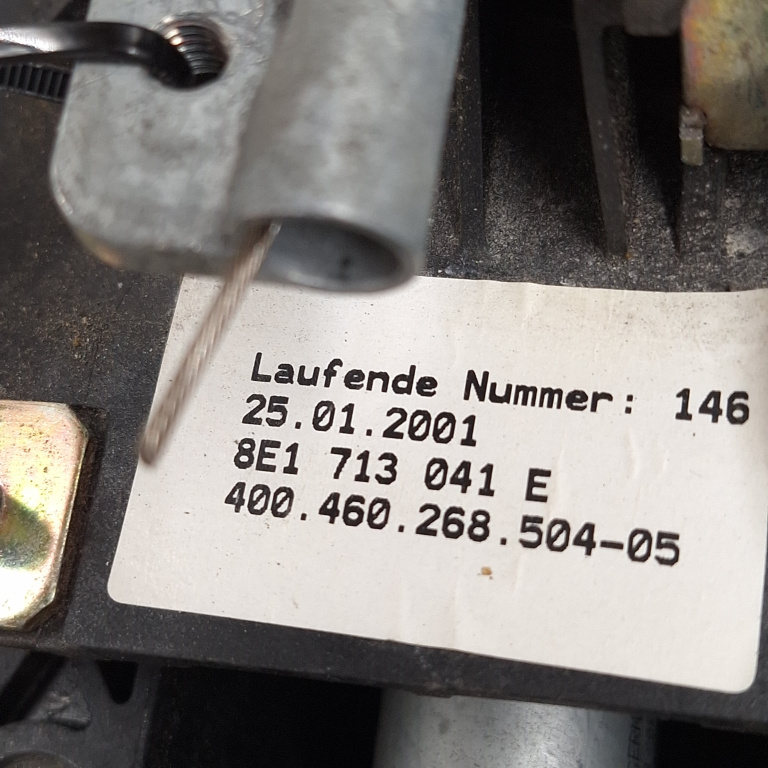 Laufende Nummer: 146
25.01.2001
8E1 713 041 E
400.460.268.504-05